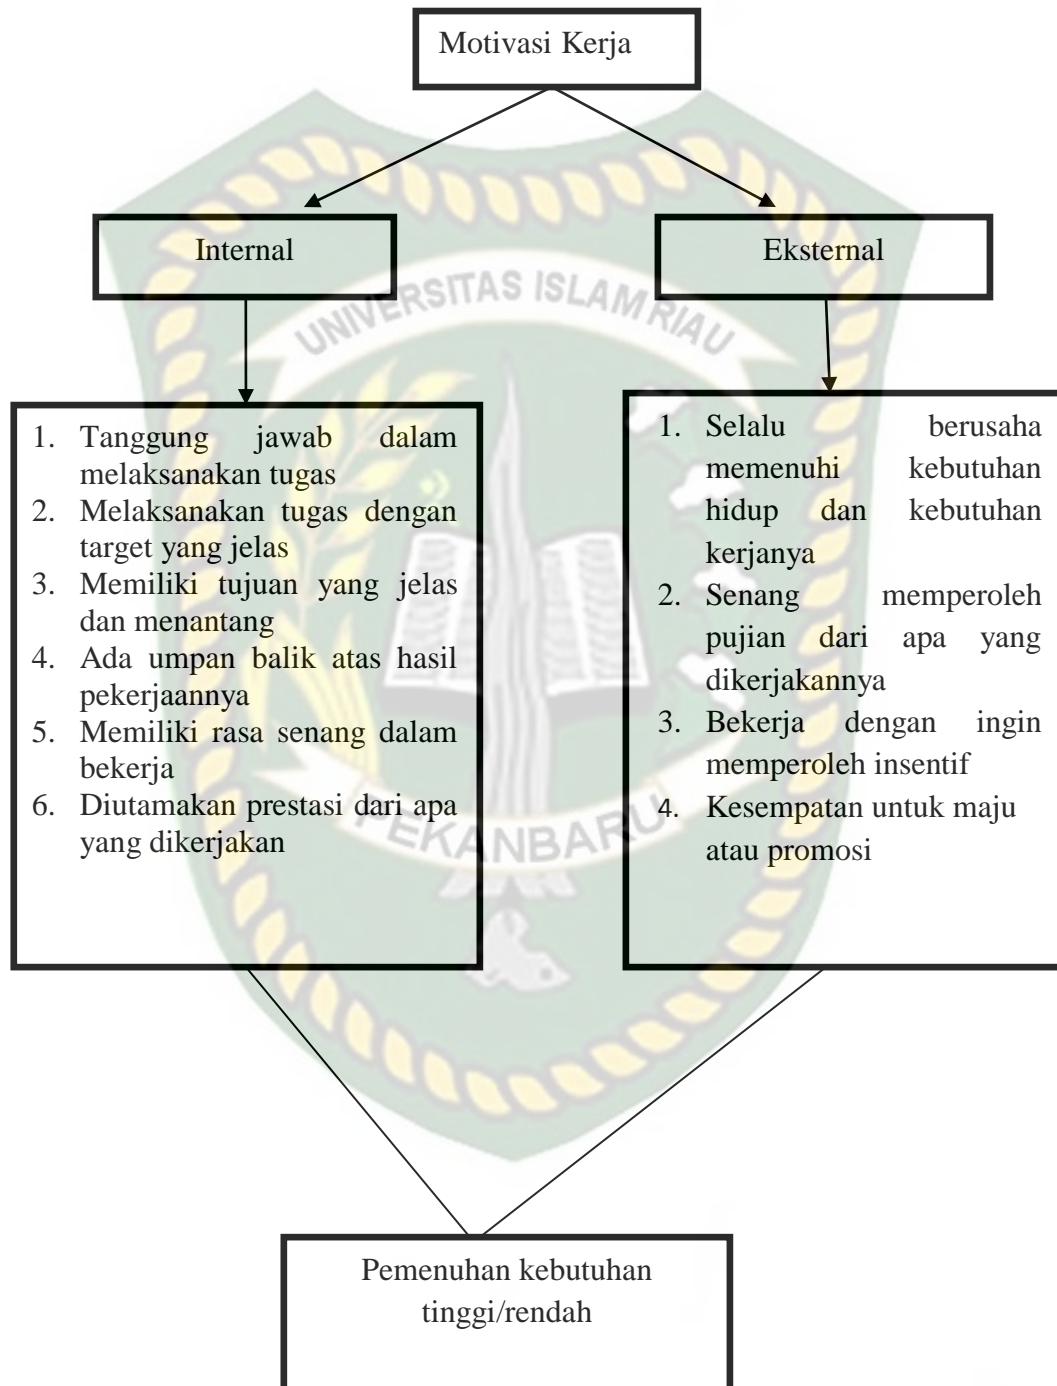 Motivasi Kerja
Internal
Eksternal
UNIVERSITAS ISLAM RIAU
1. Tanggung jawab dalam
melaksanakan tugas
2. Melaksanakan tugas dengan
target yang jelas
3. Memiliki tujuan yang jelas
dan menantang
4. Ada umpan balik atas hasil
pekerjaannya
5. Memiliki rasa senang dalam
bekerja
6. Diutamakan prestasi dari apa
yang dikerjakan
1. Selalu berusaha
memenuhi kebutuhan
hidup dan kebutuhan
kerjanya
2. Senang memperoleh
pujian dari apa yang
dikerjakannya
3. Bekerja dengan ingin
memperoleh insentif
4. Kesempatan untuk maju
atau promosi
PEKANBARU
Pemenuhan kebutuhan
tinggi/rendah